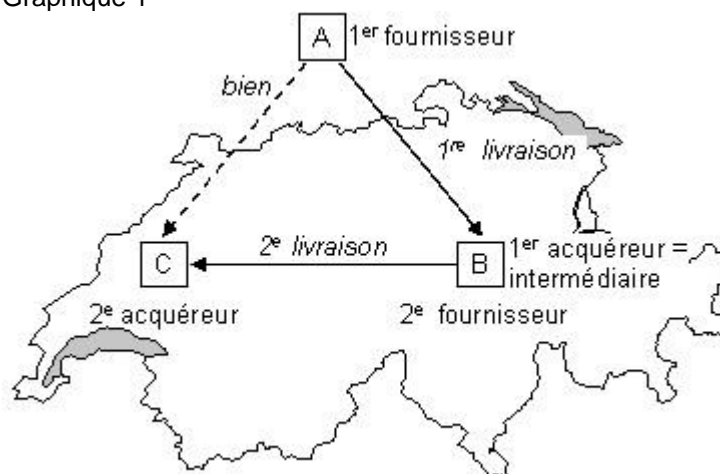 Graphique 1
A 1er fournisseur
bien
1re livraison
C
2e livraison
B
1er acquéreur =
intermédiaire
2e acquéreur
2e fournisseur